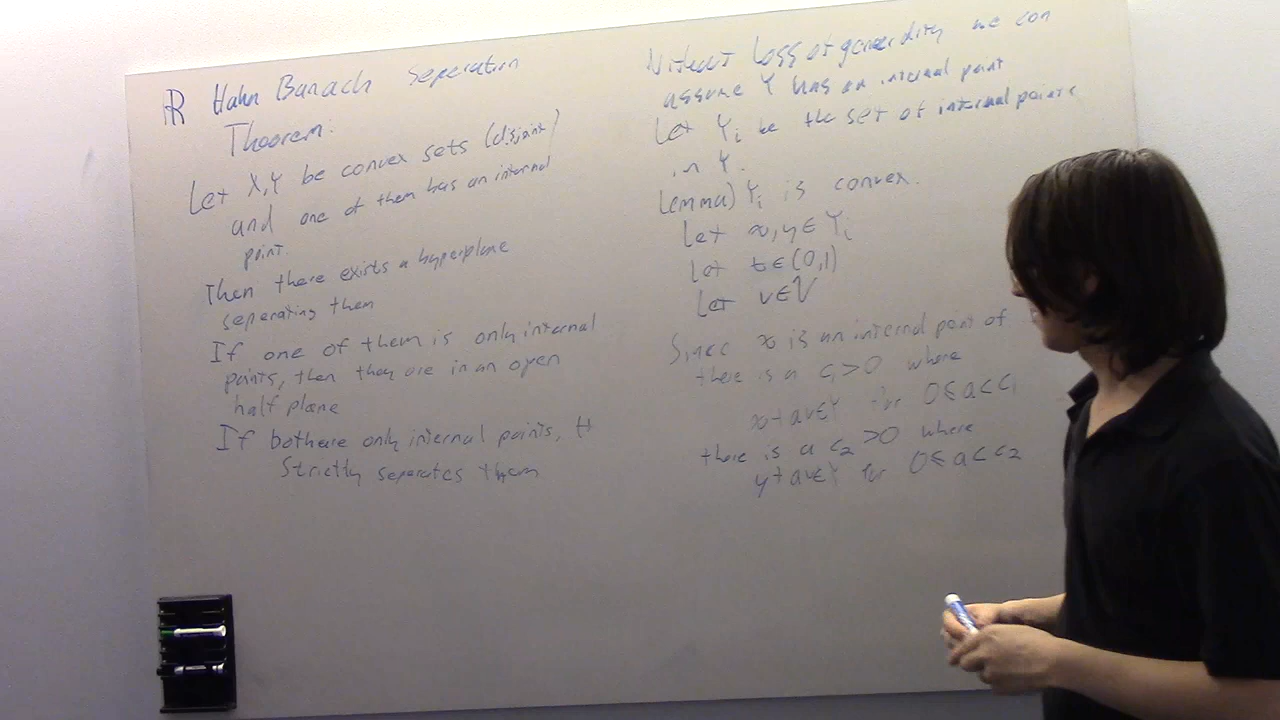 ℝ Hahn Banach Seperation
Theorem:
Let X,Y be convex sets (disjoint)
and one of them has an internal
point.
Then there exists a hyperplane
seperating them
If one of them is only internal
points, then they are in an open
half plane
If both are only internal points, H
Strictly seperates them
Without Loss of generality we can
assume Y has an internal point
Let Yi be the set of internal points
in Y.
Lemma) Yi is convex.
Let x,y∈Yi
Let t∈(0,1)
Let v∈V
Since x is an internal point of
there is a c₁>0 where
x+av∈Y for 0≤a<c₁
there is a c₂>0 where
y+av∈Y for 0≤a<c₂